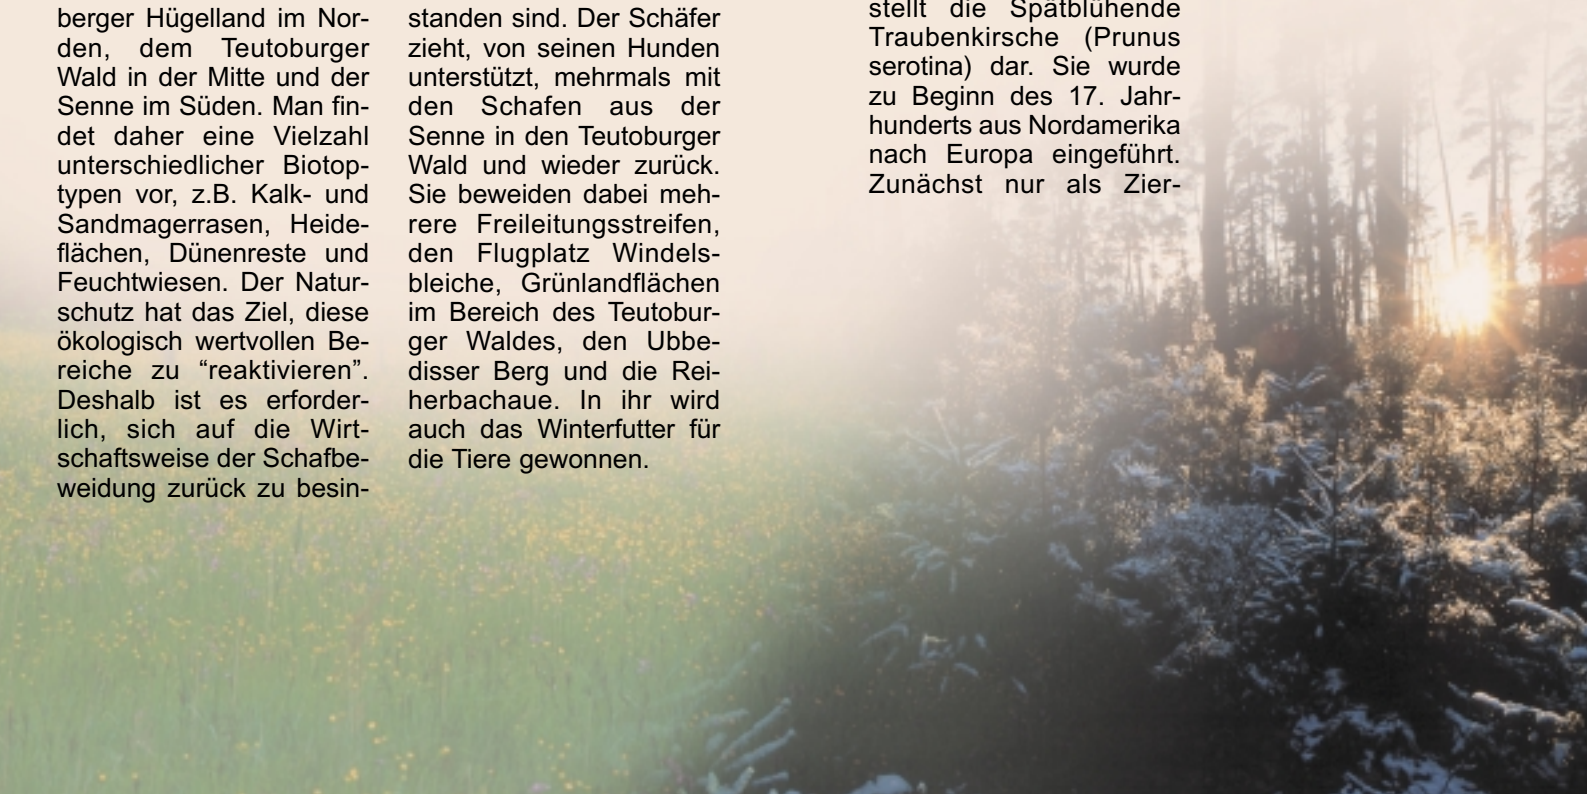 berger Hügelland im Nor-
den, dem Teutoburger
Wald in der Mitte und der
Senne im Süden. Man fin-
det daher eine Vielzahl
unterschiedlicher Biotop-
typen vor, z.B. Kalk- und
Sandmagerrasen, Heide-
flächen, Dünenreste und
Feuchtwiesen. Der Natur-
schutz hat das Ziel, diese
ökologisch wertvollen Be-
reiche zu “reaktivieren”.
Deshalb ist es erforder-
lich, sich auf die Wirt-
schaftsweise der Schafbe-
weidung zurück zu besin-
standen sind. Der Schäfer
zieht, von seinen Hunden
unterstützt, mehrmals mit
den Schafen aus der
Senne in den Teutoburger
Wald und wieder zurück.
Sie beweiden dabei meh-
rere Freileitungsstreifen,
den Flugplatz Windels-
bleiche, Grünlandflächen
im Bereich des Teutobur-
ger Waldes, den Ubbe-
disser Berg und die Rei-
herbachaue. In ihr wird
auch das Winterfutter für
die Tiere gewonnen.
stellt die Spätblühende
Traubenkirsche (Prunus
serotina) dar. Sie wurde
zu Beginn des 17. Jahr-
hunderts aus Nordamerika
nach Europa eingeführt.
Zunächst nur als Zier-